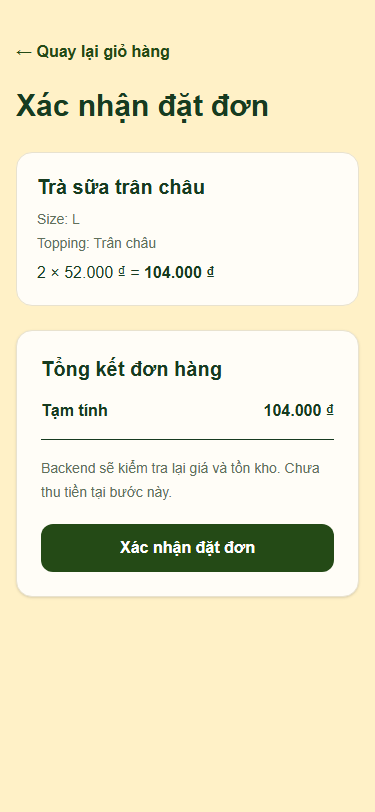 ← Quay lại giỏ hàng
Xác nhận đặt đơn
Trà sữa trân châu
Size: L
Topping: Trân châu
2 × 52.000 ₫ = 104.000 ₫
Tổng kết đơn hàng
Tạm tính 104.000 ₫
Backend sẽ kiểm tra lại giá và tồn kho. Chưa
thu tiền tại bước này.
Xác nhận đặt đơn